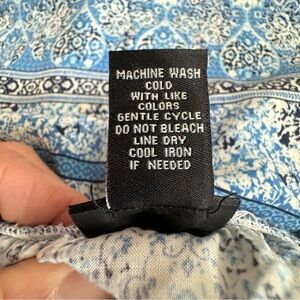 MACHINE WASH
COLD
WITH LIKE
COLORS
GENTLE CYCLE
DO NOT BLEACH
LINE DRY
COOL IRON
IF NEEDED